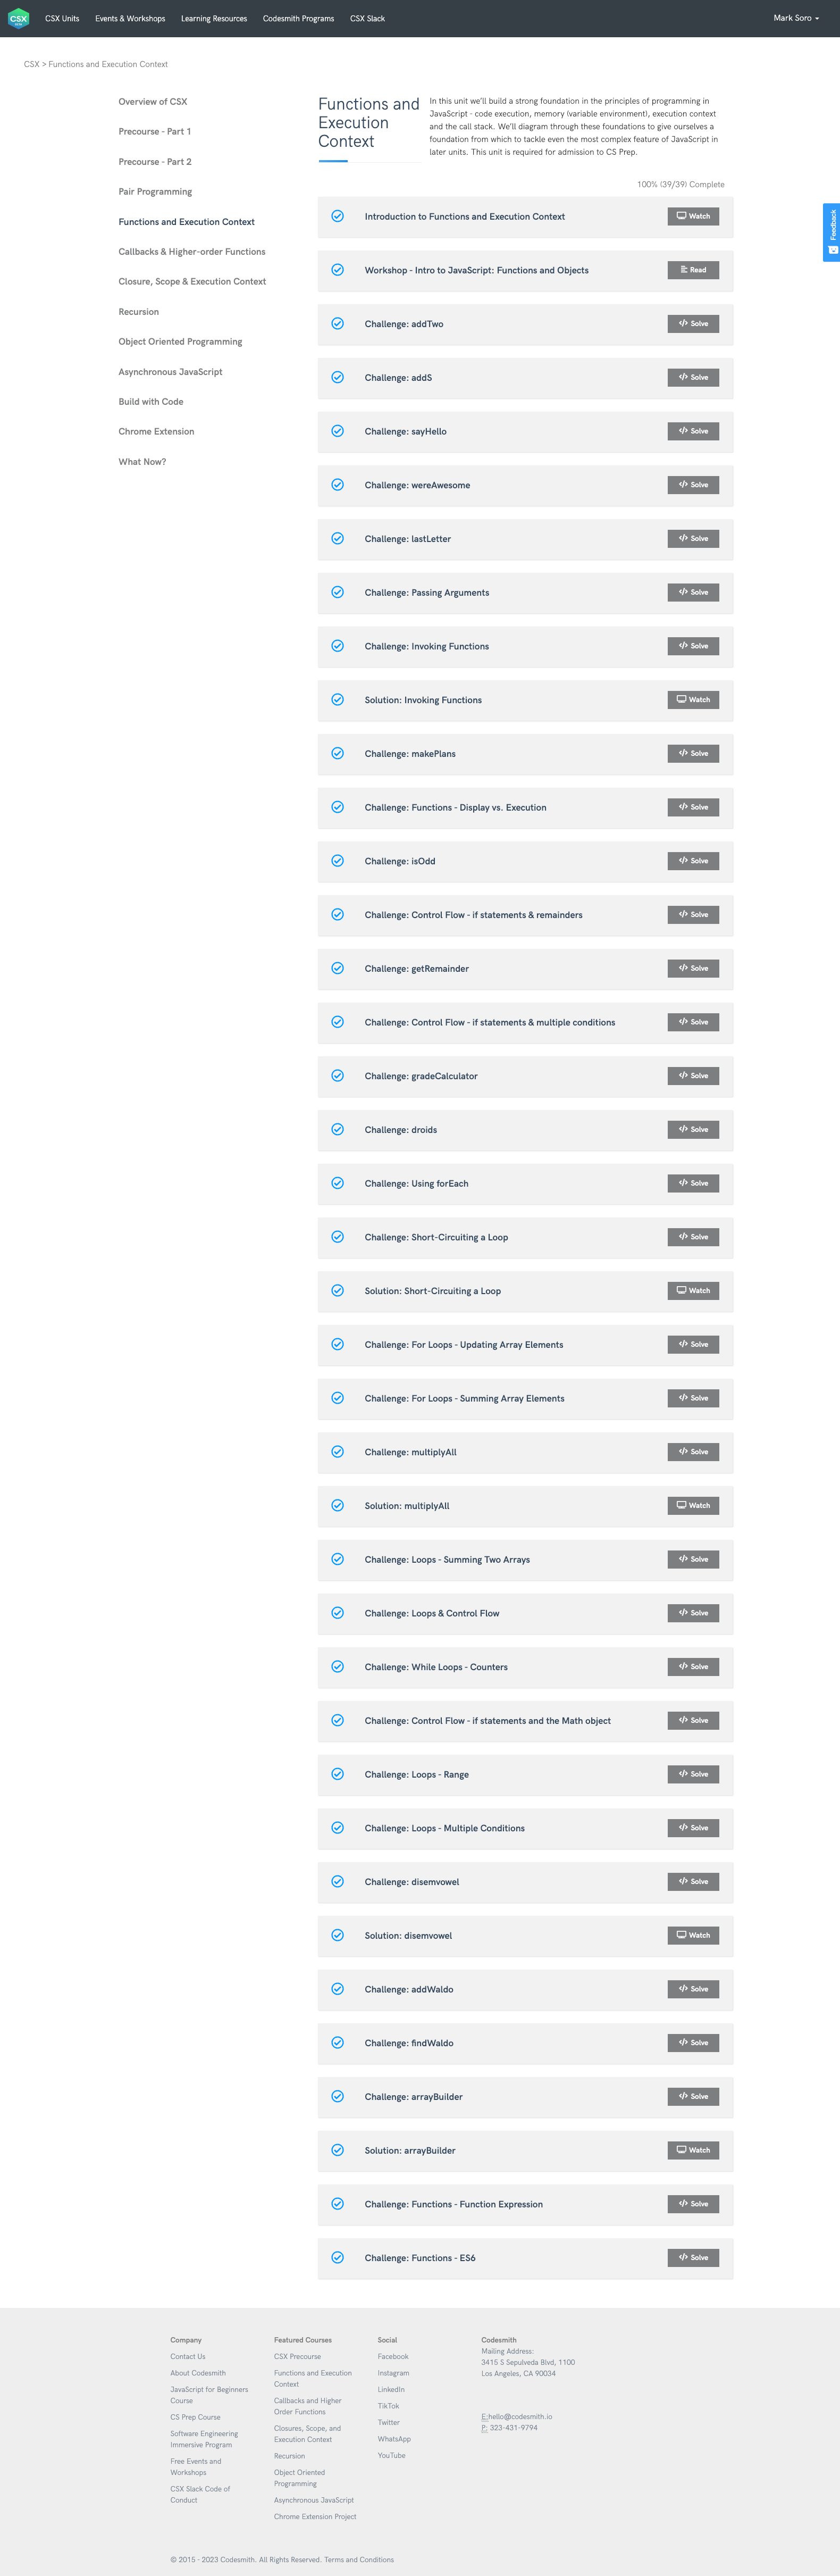 CSX
CSX Units
Events & Workshops
Learning Resources
Codesmith Programs
CSX Slack
Mark Soro
CSX > Functions and Execution Context
Overview of CSX
Precourse - Part 1
Precourse - Part 2
Pair Programming
Functions and Execution Context
Callbacks & Higher-order Functions
Closure, Scope & Execution Context
Recursion
Object Oriented Programming
Asynchronous JavaScript
Build with Code
Chrome Extension
What Now?
Functions and
Execution
Context
In this unit we'll build a strong foundation in the principles of programming in
JavaScript - code execution, memory (variable environment), execution context
and the call stack. We'll diagram through these foundations to give ourselves a
foundation from which to tackle even the most complex feature of JavaScript in
later units. This unit is required for admission to CS Prep.
100% (39/39) Complete
Feedback
Introduction to Functions and Execution Context Watch
Workshop - Intro to JavaScript: Functions and Objects Read
Challenge: addTwo </> Solve
Challenge: addS </> Solve
Challenge: sayHello </> Solve
Challenge: wereAwesome </> Solve
Challenge: lastLetter </> Solve
Challenge: Passing Arguments </> Solve
Challenge: Invoking Functions </> Solve
Solution: Invoking Functions Watch
Challenge: makePlans </> Solve
Challenge: Functions - Display vs. Execution </> Solve
Challenge: isOdd </> Solve
Challenge: Control Flow - if statements & remainders </> Solve
Challenge: getRemainder </> Solve
Challenge: Control Flow - if statements & multiple conditions </> Solve
Challenge: gradeCalculator </> Solve
Challenge: droids </> Solve
Challenge: Using forEach </> Solve
Challenge: Short-Circuiting a Loop </> Solve
Solution: Short-Circuiting a Loop Watch
Challenge: For Loops - Updating Array Elements </> Solve
Challenge: For Loops - Summing Array Elements </> Solve
Challenge: multiplyAll </> Solve
Solution: multiplyAll Watch
Challenge: Loops - Summing Two Arrays </> Solve
Challenge: Loops & Control Flow </> Solve
Challenge: While Loops - Counters </> Solve
Challenge: Control Flow - if statements and the Math object </> Solve
Challenge: Loops - Range </> Solve
Challenge: Loops - Multiple Conditions </> Solve
Challenge: disemvowel </> Solve
Solution: disemvowel Watch
Challenge: addWaldo </> Solve
Challenge: findWaldo </> Solve
Challenge: arrayBuilder </> Solve
Solution: arrayBuilder Watch
Challenge: Functions - Function Expression </> Solve
Challenge: Functions - ES6 </> Solve
Company
Contact Us
About Codesmith
JavaScript for Beginners
Course
CS Prep Course
Software Engineering
Immersive Program
Free Events and
Workshops
CSX Slack Code of
Conduct
Featured Courses
CSX Precourse
Functions and Execution
Context
Callbacks and Higher
Order Functions
Closures, Scope, and
Execution Context
Recursion
Object Oriented
Programming
Asynchronous JavaScript
Chrome Extension Project
Social
Facebook
Instagram
LinkedIn
TikTok
Twitter
WhatsApp
YouTube
Codesmith
Mailing Address:
3415 S Sepulveda Blvd, 1100
Los Angeles, CA 90034
E:hello@codesmith.io
P: 323-431-9794
© 2015 - 2023 Codesmith. All Rights Reserved. Terms and Conditions